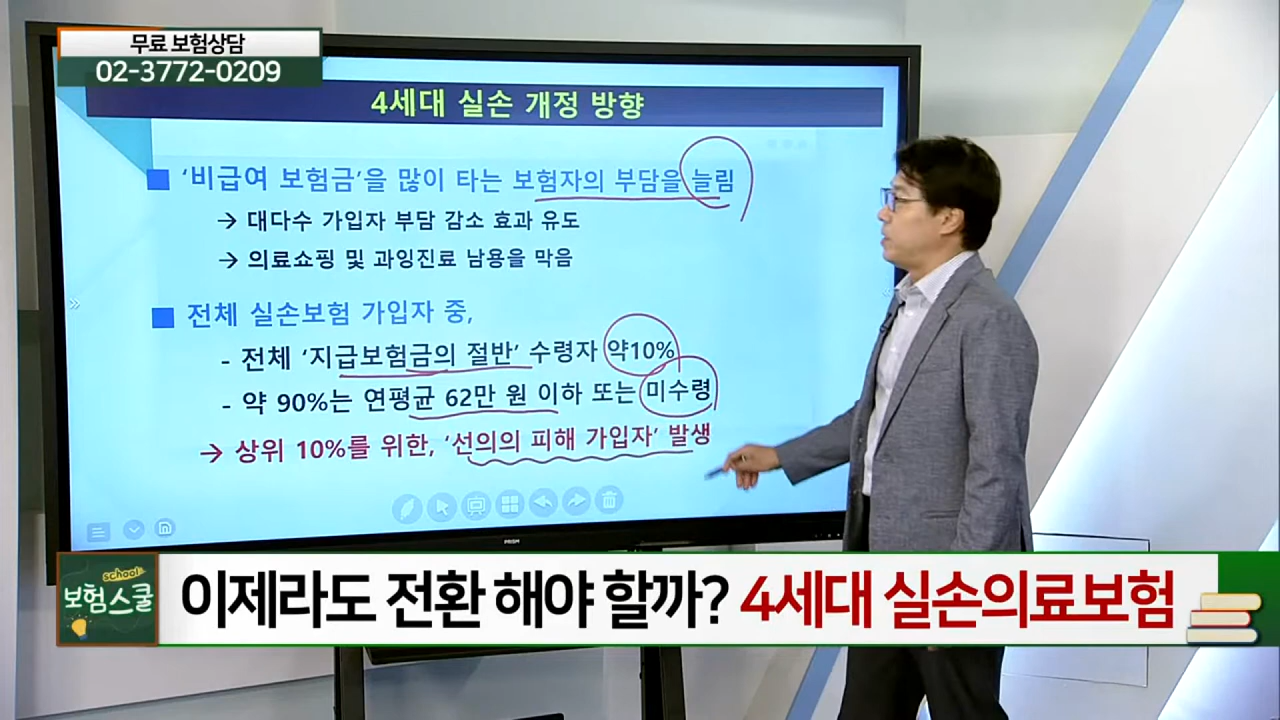 무료 보험상담
02-3772-0209
4세대 실손 개정 방향
'비급여 보험금'을 많이 타는 보험자의 부담을 늘림
→ 대다수 가입자 부담 감소 효과 유도
→ 의료쇼핑 및 과잉진료 남용을 막음
전체 실손보험 가입자 중,
- 전체 '지급보험금의 절반' 수령자 약10%
- 약 90%는 연평균 62만 원 이하 또는 미수령
→ 상위 10%를 위한, '선의의 피해 가입자' 발생
PRISM
school
보험스쿨
이제라도 전환 해야 할까? 4세대 실손의료보험